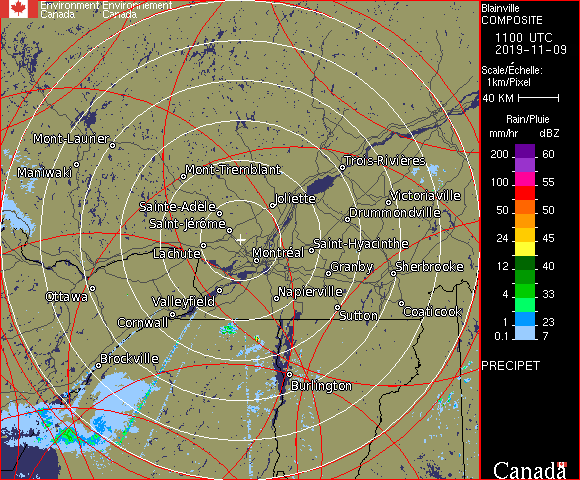 Environment Environnement
Canada Canada
Blainville
COMPOSITE
1100 UTC
2019-11-09
Scale/Échelle:
1km/Pixel
40 KM
Rain/Pluie
mm/hr dBZ
200 60
100 55
50 50
24 45
12 40
4 33
1 23
0.1 7
PRECIPET
Canada
Mont-Laurier
Maniwaki
Mont-Tremblant
Trois-Rivières
Sainte-Adèle
Joliette
Victoriaville
Saint-Jérôme
Drummondville
Lachute
Montréal
Saint-Hyacinthe
Granby
Sherbrooke
Ottawa
Valleyfield
Napierville
Cornwall
Sutton
Coaticook
Brockville
Burlington